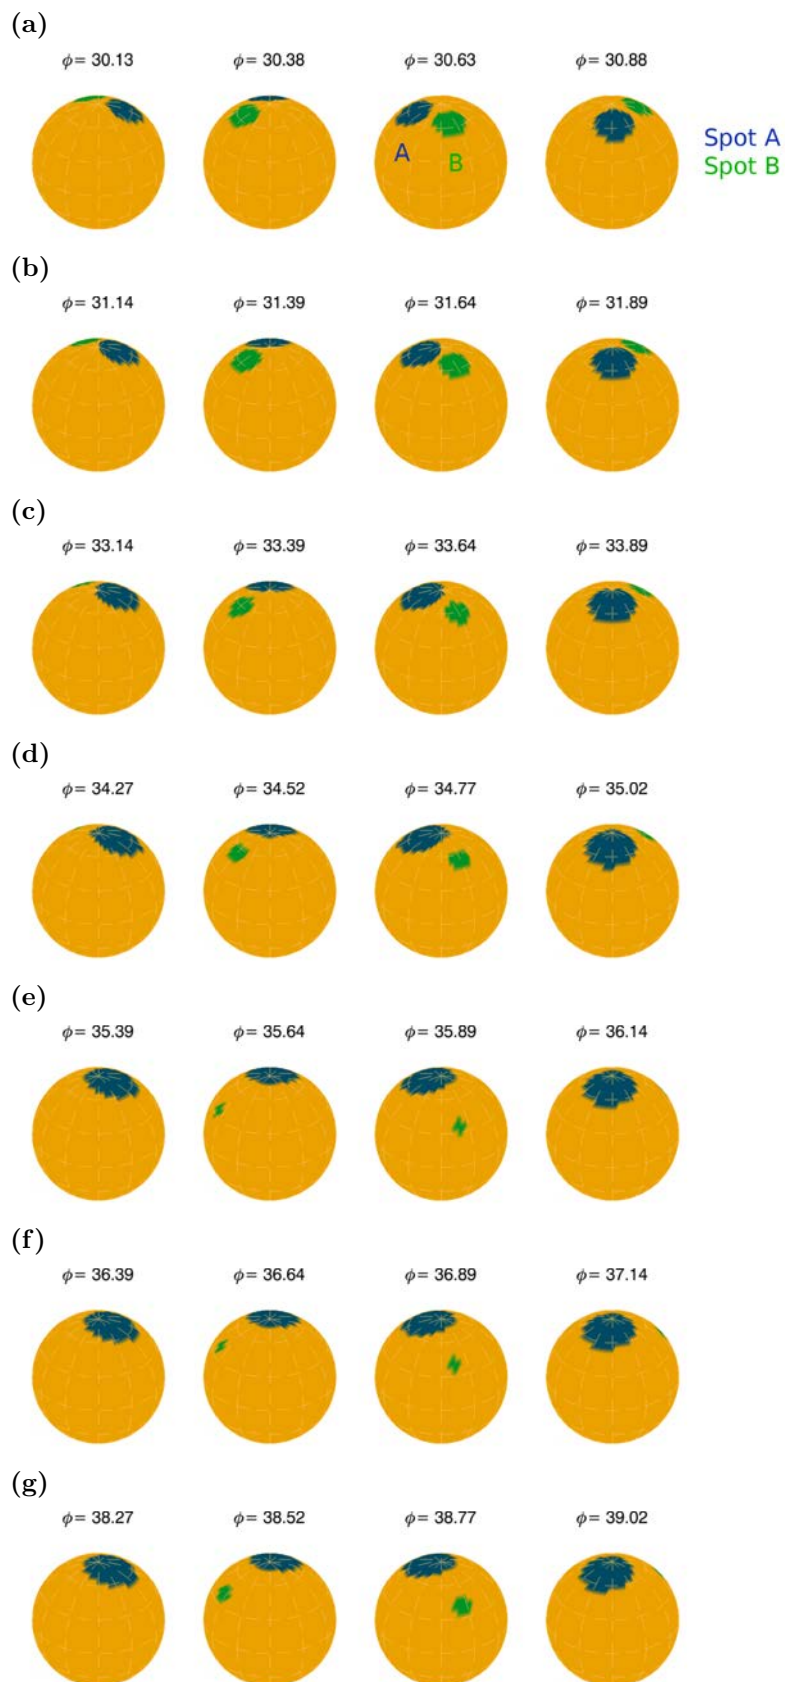 (a)
ϕ= 30.13 ϕ= 30.38 ϕ= 30.63 ϕ= 30.88
Spot A
Spot B
A
B
(b)
ϕ= 31.14 ϕ= 31.39 ϕ= 31.64 ϕ= 31.89
(c)
ϕ= 33.14 ϕ= 33.39 ϕ= 33.64 ϕ= 33.89
(d)
ϕ= 34.27 ϕ= 34.52 ϕ= 34.77 ϕ= 35.02
(e)
ϕ= 35.39 ϕ= 35.64 ϕ= 35.89 ϕ= 36.14
(f)
ϕ= 36.39 ϕ= 36.64 ϕ= 36.89 ϕ= 37.14
(g)
ϕ= 38.27 ϕ= 38.52 ϕ= 38.77 ϕ= 39.02